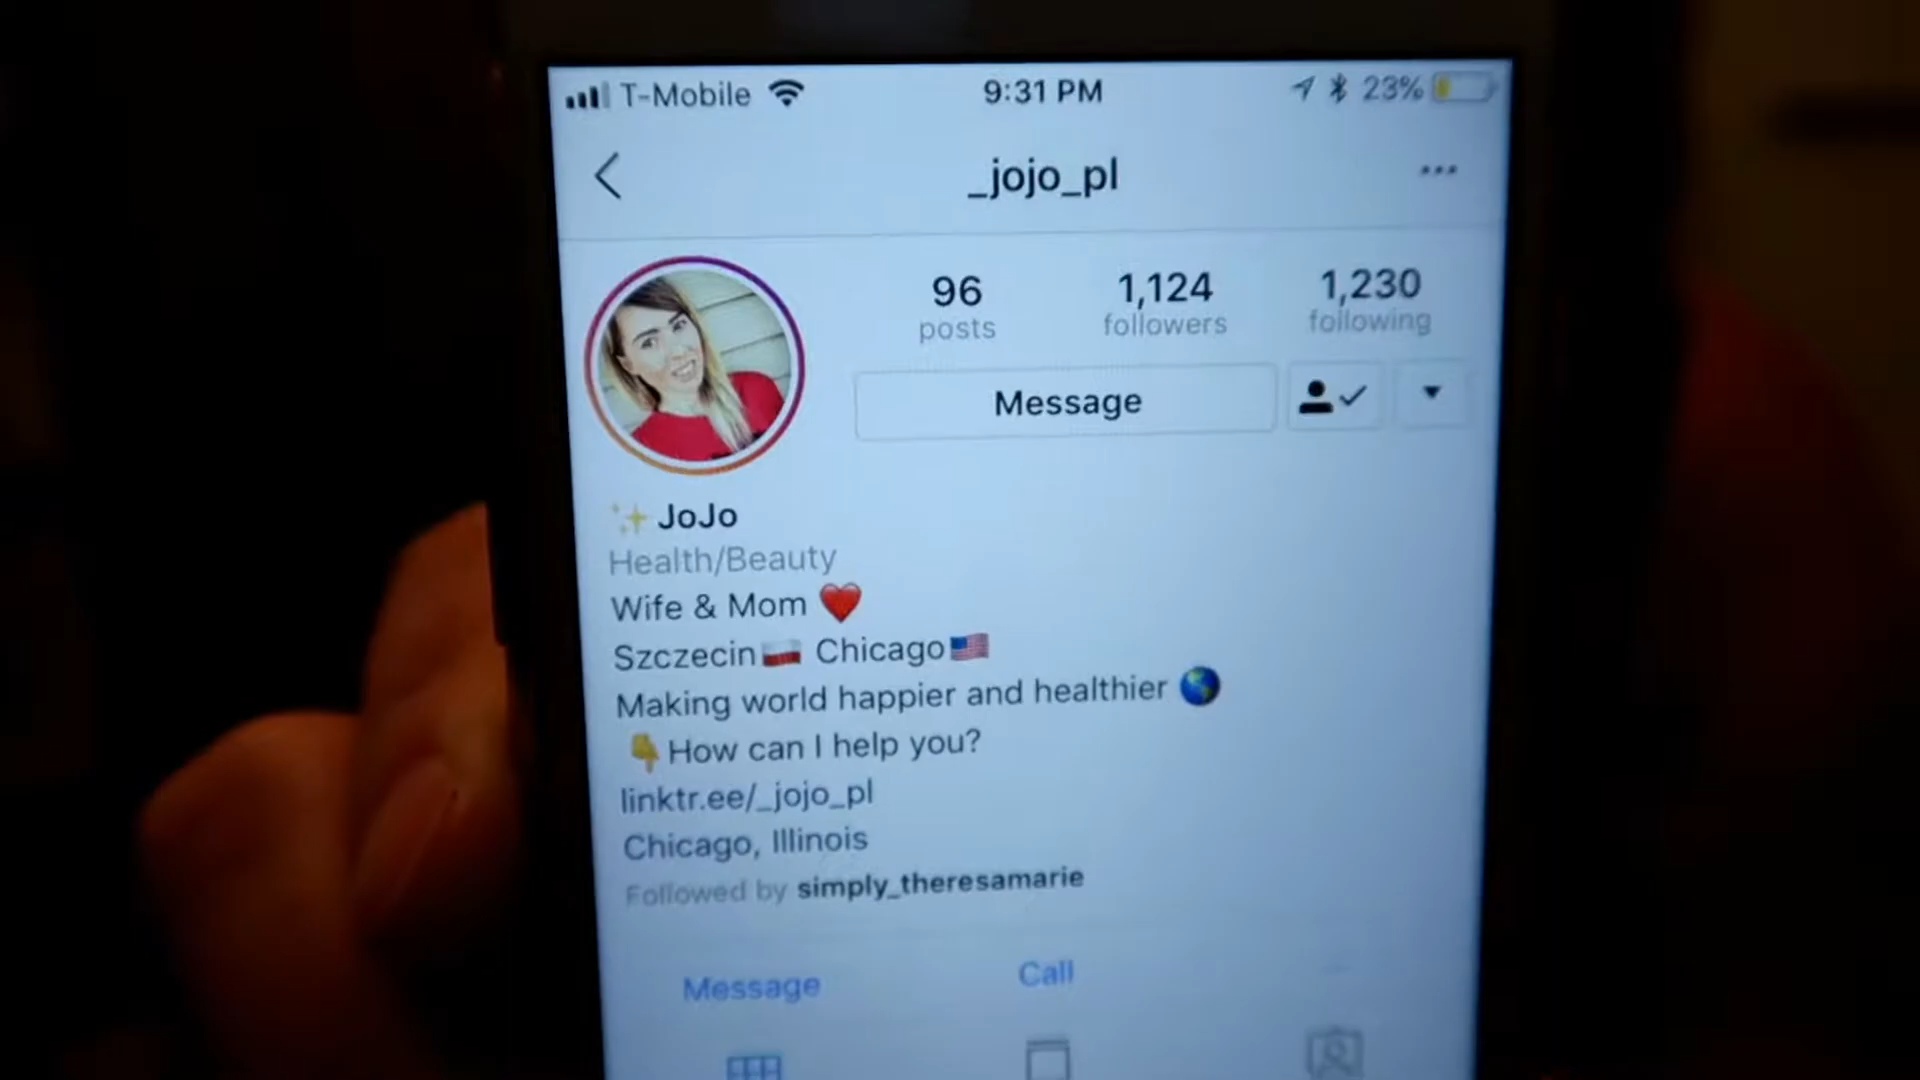 T-Mobile 9:31 PM 23%
_jojo_pl
96 1,124 1,230
posts followers following
Message
✨ JoJo
Health/Beauty
Wife & Mom ❤️
Szczecin🇵🇱 Chicago🇺🇸
Making world happier and healthier 🌎
👇How can I help you?
linktr.ee/_jojo_pl
Chicago, Illinois
Followed by simply_theresamarie
Message Call